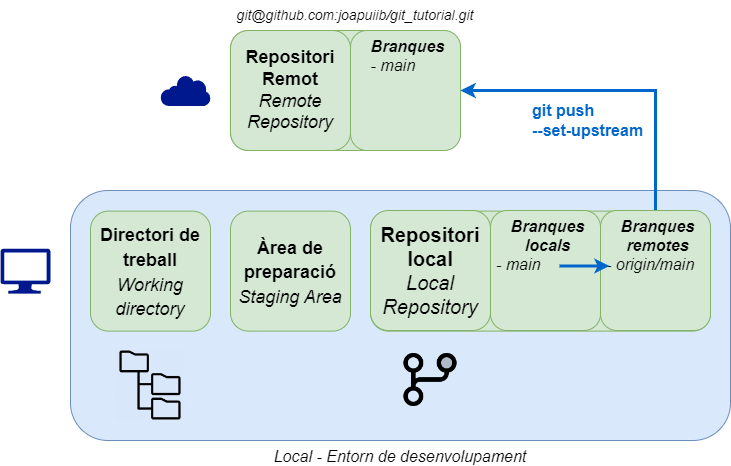 git@github.com:joapuiib/git_tutorial.git
Repositori
Remot
Remote
Repository
Branques
- main
git push
--set-upstream
Directori de
treball
Working
directory
Àrea de
preparació
Staging Area
Repositori
local
Local
Repository
Branques
locals
- main
Branques
remotes
- origin/main
Local - Entorn de desenvolupament